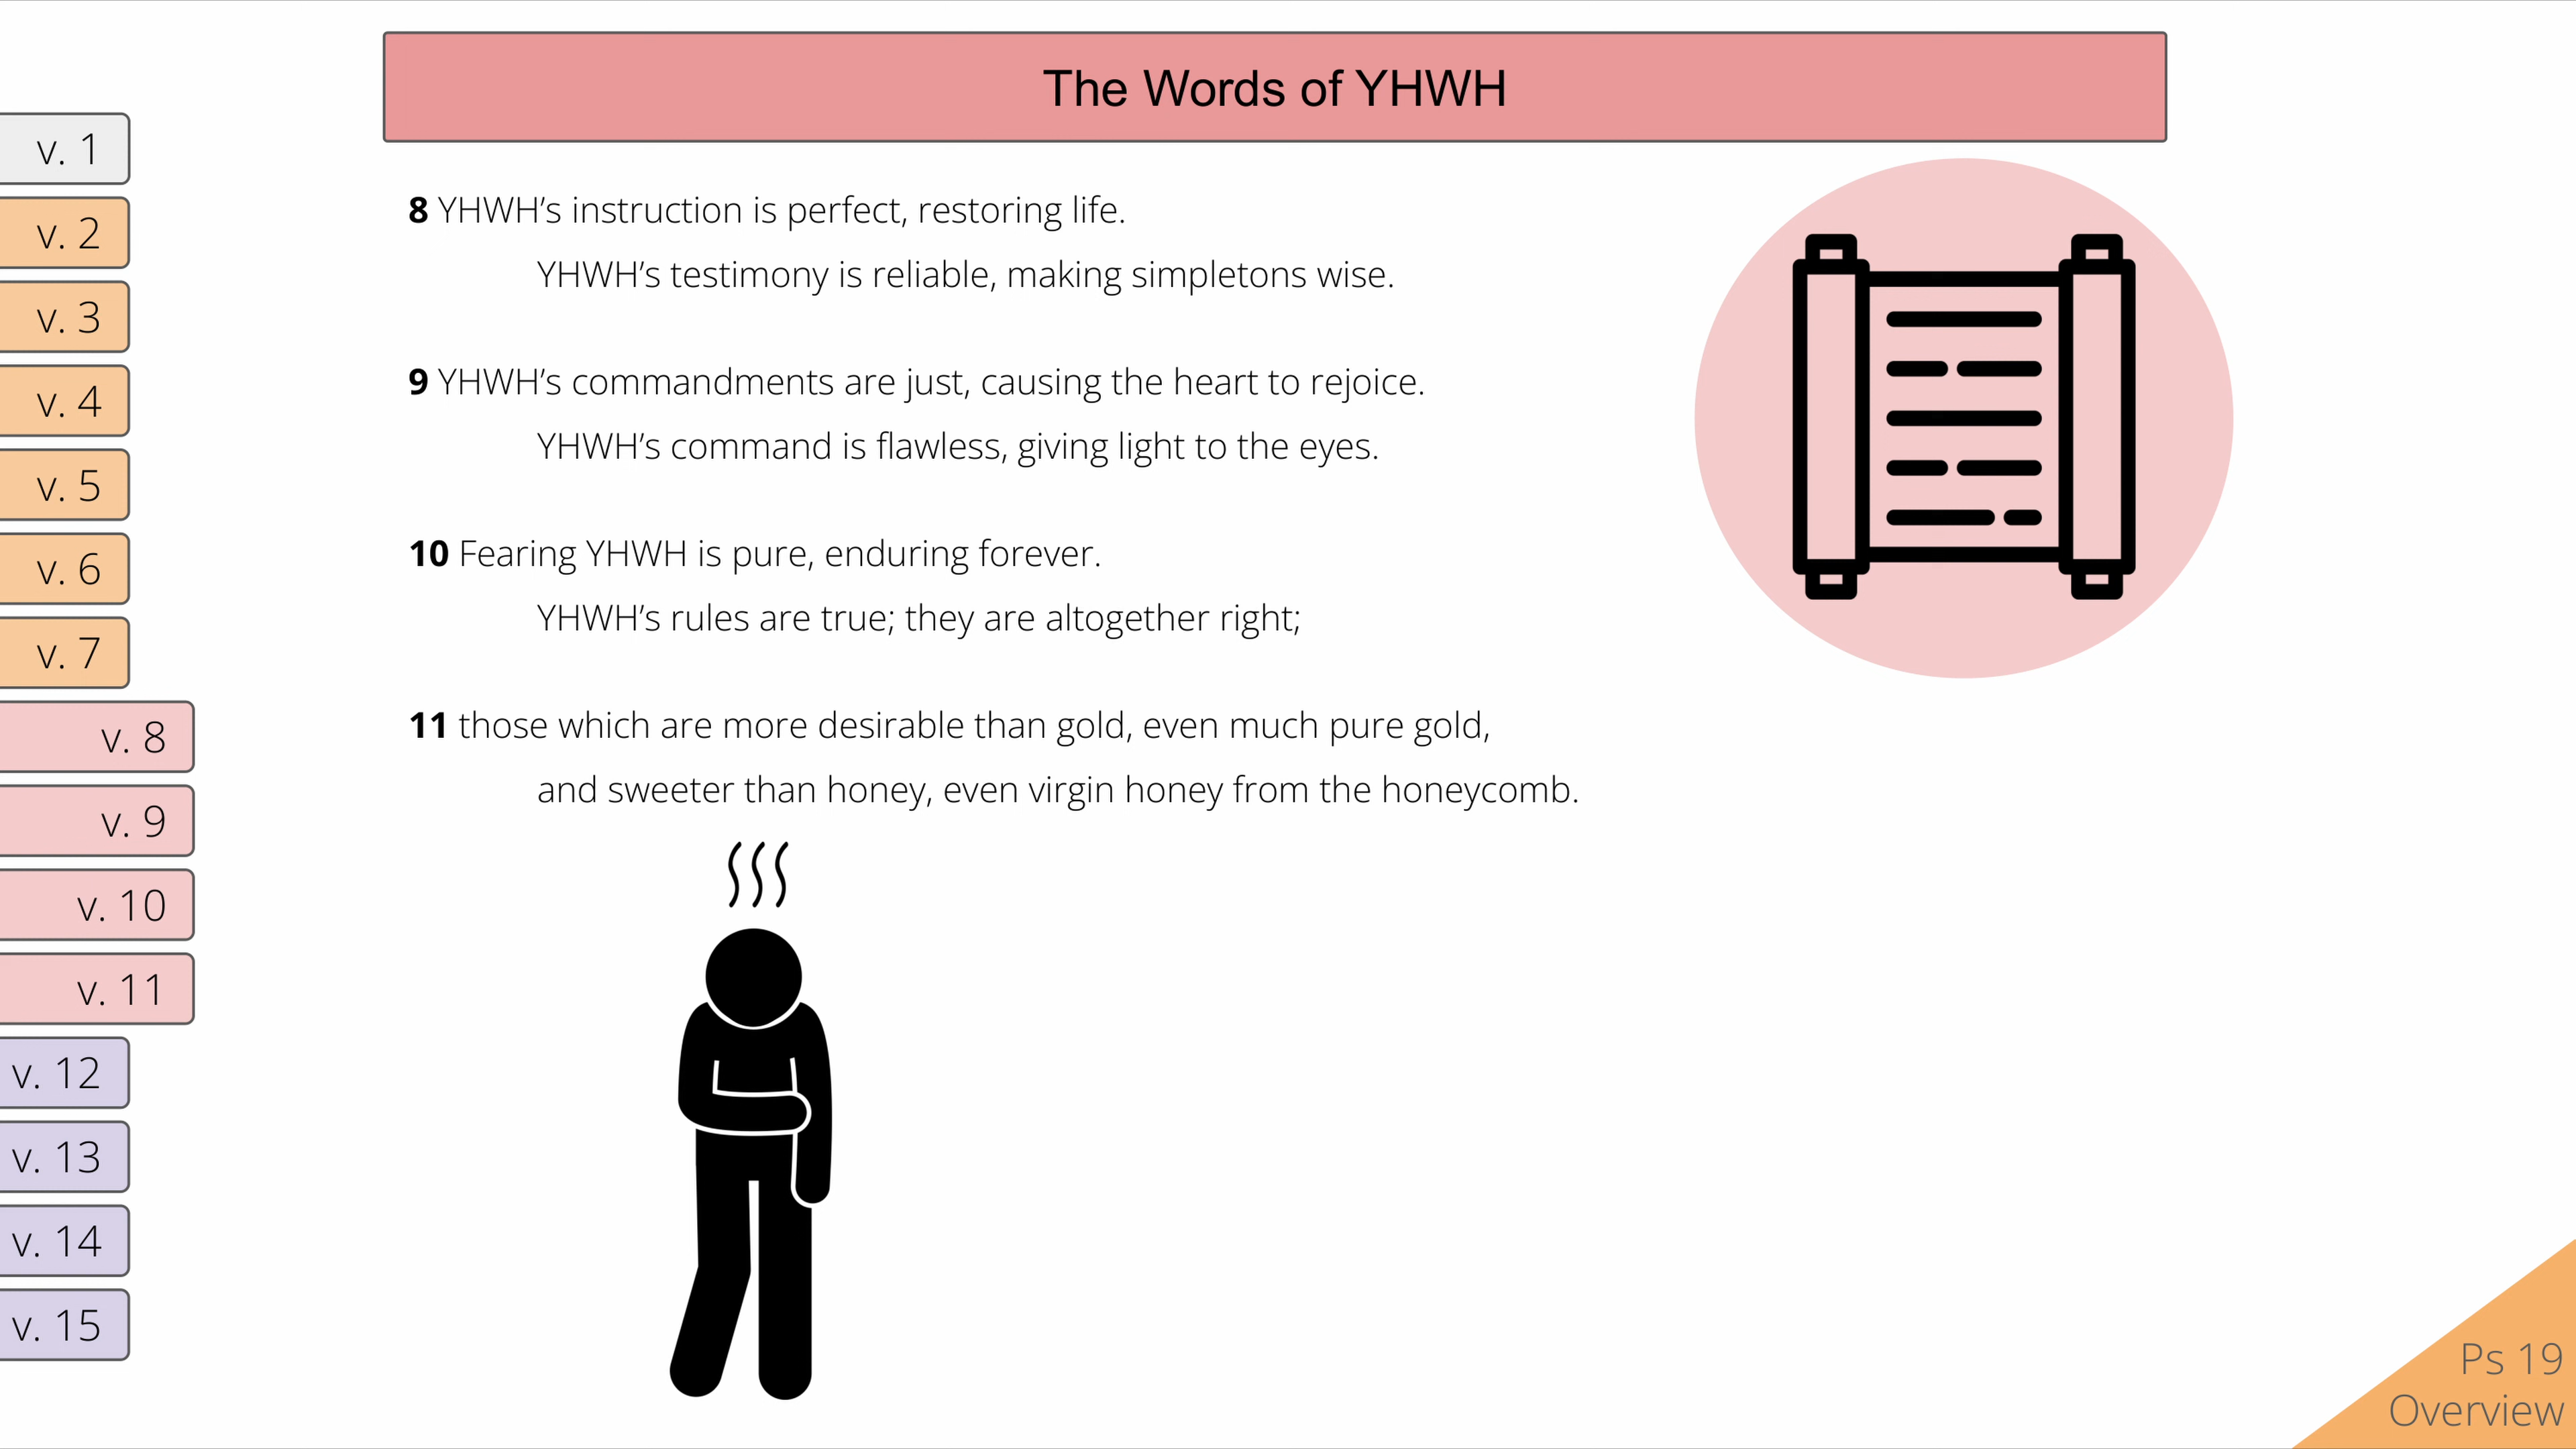 The Words of YHWH
v. 1
v. 2
v. 3
v. 4
v. 5
v. 6
v. 7
v. 8
v. 9
v. 10
v. 11
v. 12
v. 13
v. 14
v. 15
8 YHWH’s instruction is perfect, restoring life.
YHWH’s testimony is reliable, making simpletons wise.
9 YHWH’s commandments are just, causing the heart to rejoice.
YHWH’s command is flawless, giving light to the eyes.
10 Fearing YHWH is pure, enduring forever.
YHWH’s rules are true; they are altogether right;
11 those which are more desirable than gold, even much pure gold,
and sweeter than honey, even virgin honey from the honeycomb.
Ps 19
Overview